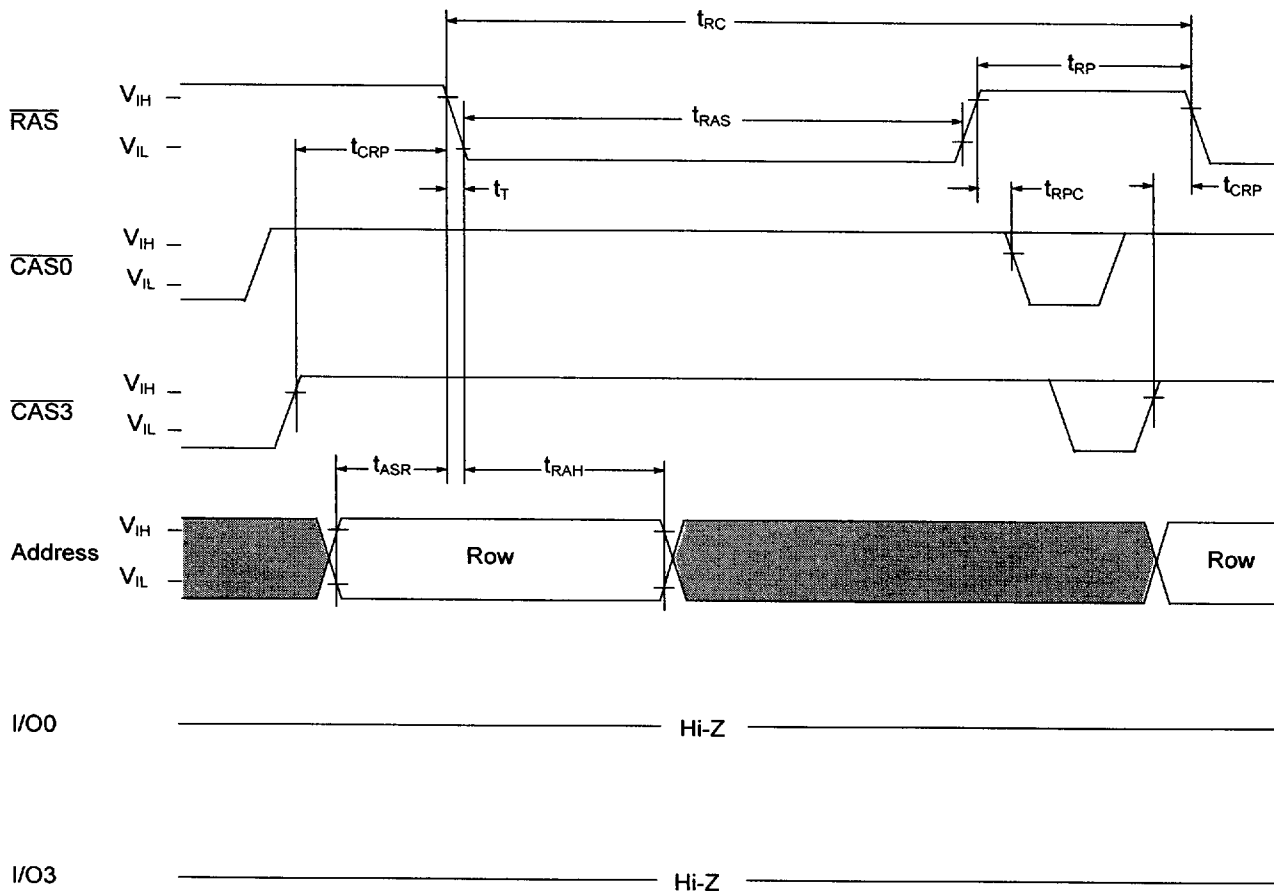 tRC
tRP
RAS
VIH
VIL
tRAS
tCRP
tT
tRPC
tCRP
CAS0
VIH
VIL
CAS3
VIH
VIL
tASR
tRAH
Address
VIH
VIL
Row
Row
I/O0
Hi-Z
I/O3
Hi-Z